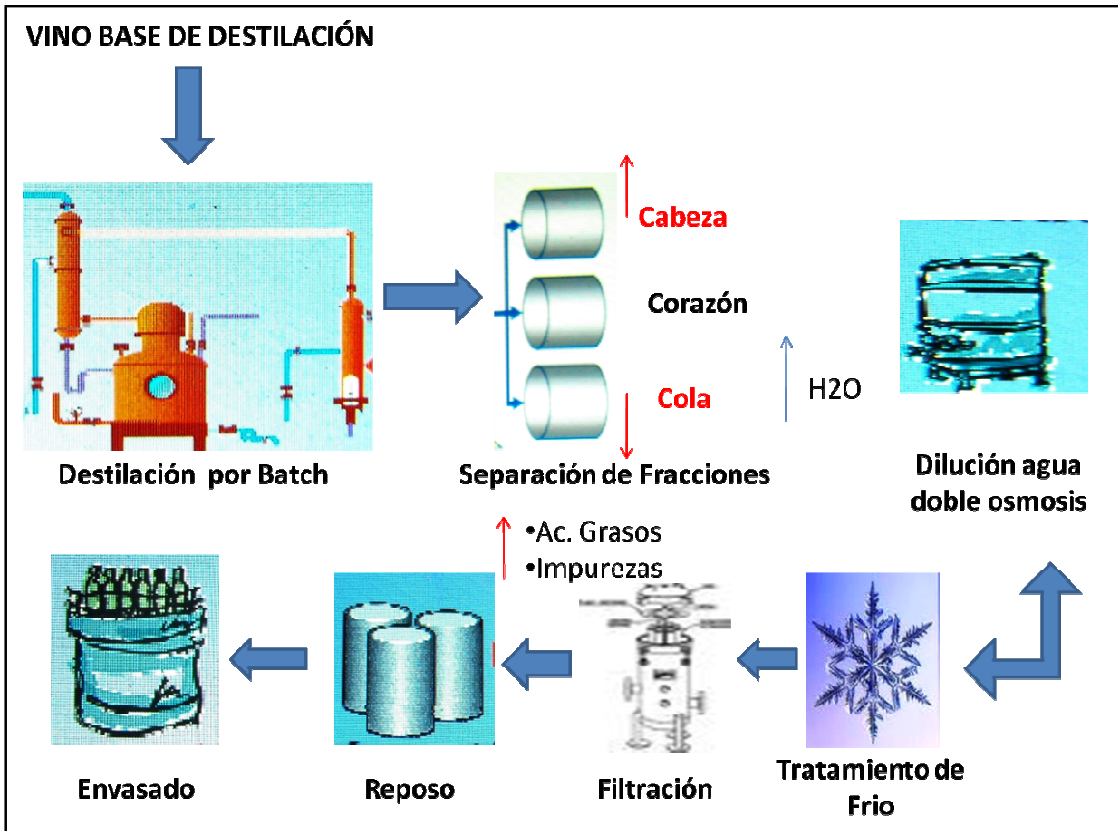 VINO BASE DE DESTILACIÓN
Cabeza
Corazón
Cola
H2O
Destilación por Batch
Separación de Fracciones
Dilución agua
doble osmosis
•Ac. Grasos
•Impurezas
Envasado
Reposo
Filtración
Tratamiento de
Frio